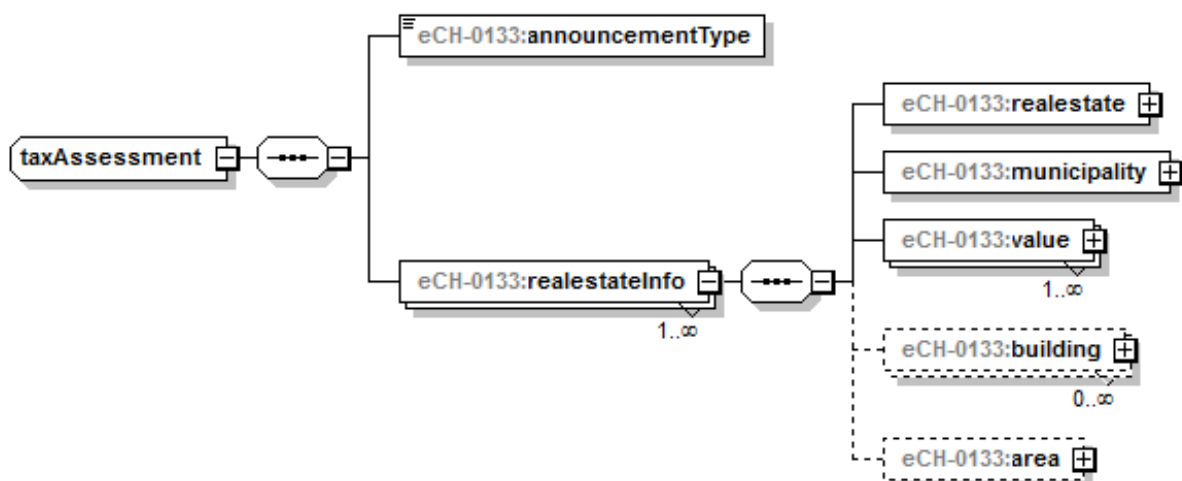 taxAssessment
eCH-0133:announcementType
eCH-0133:realestateInfo
1..∞
eCH-0133:realestate
eCH-0133:municipality
eCH-0133:value
1..∞
eCH-0133:building
0..∞
eCH-0133:area